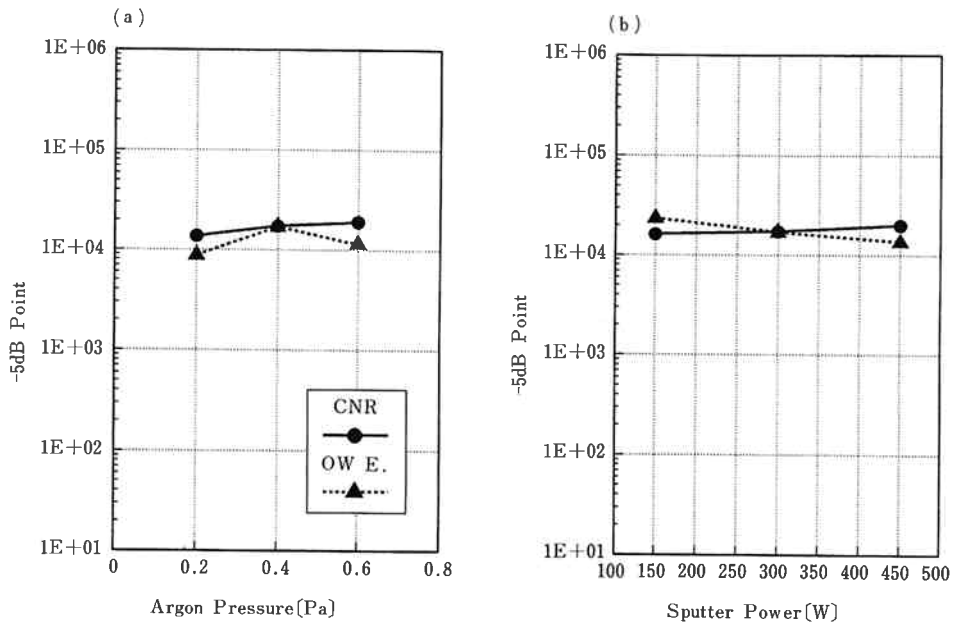 (a)
1E+06
1E+05
1E+04
1E+03
1E+02
1E+01
-5dB Point
0 0.2 0.4 0.6 0.8
Argon Pressure[Pa]
CNR
OW E.
(b)
1E+06
1E+05
1E+04
1E+03
1E+02
1E+01
-5dB Point
100 150 200 250 300 350 400 450 500
Sputter Power[W]